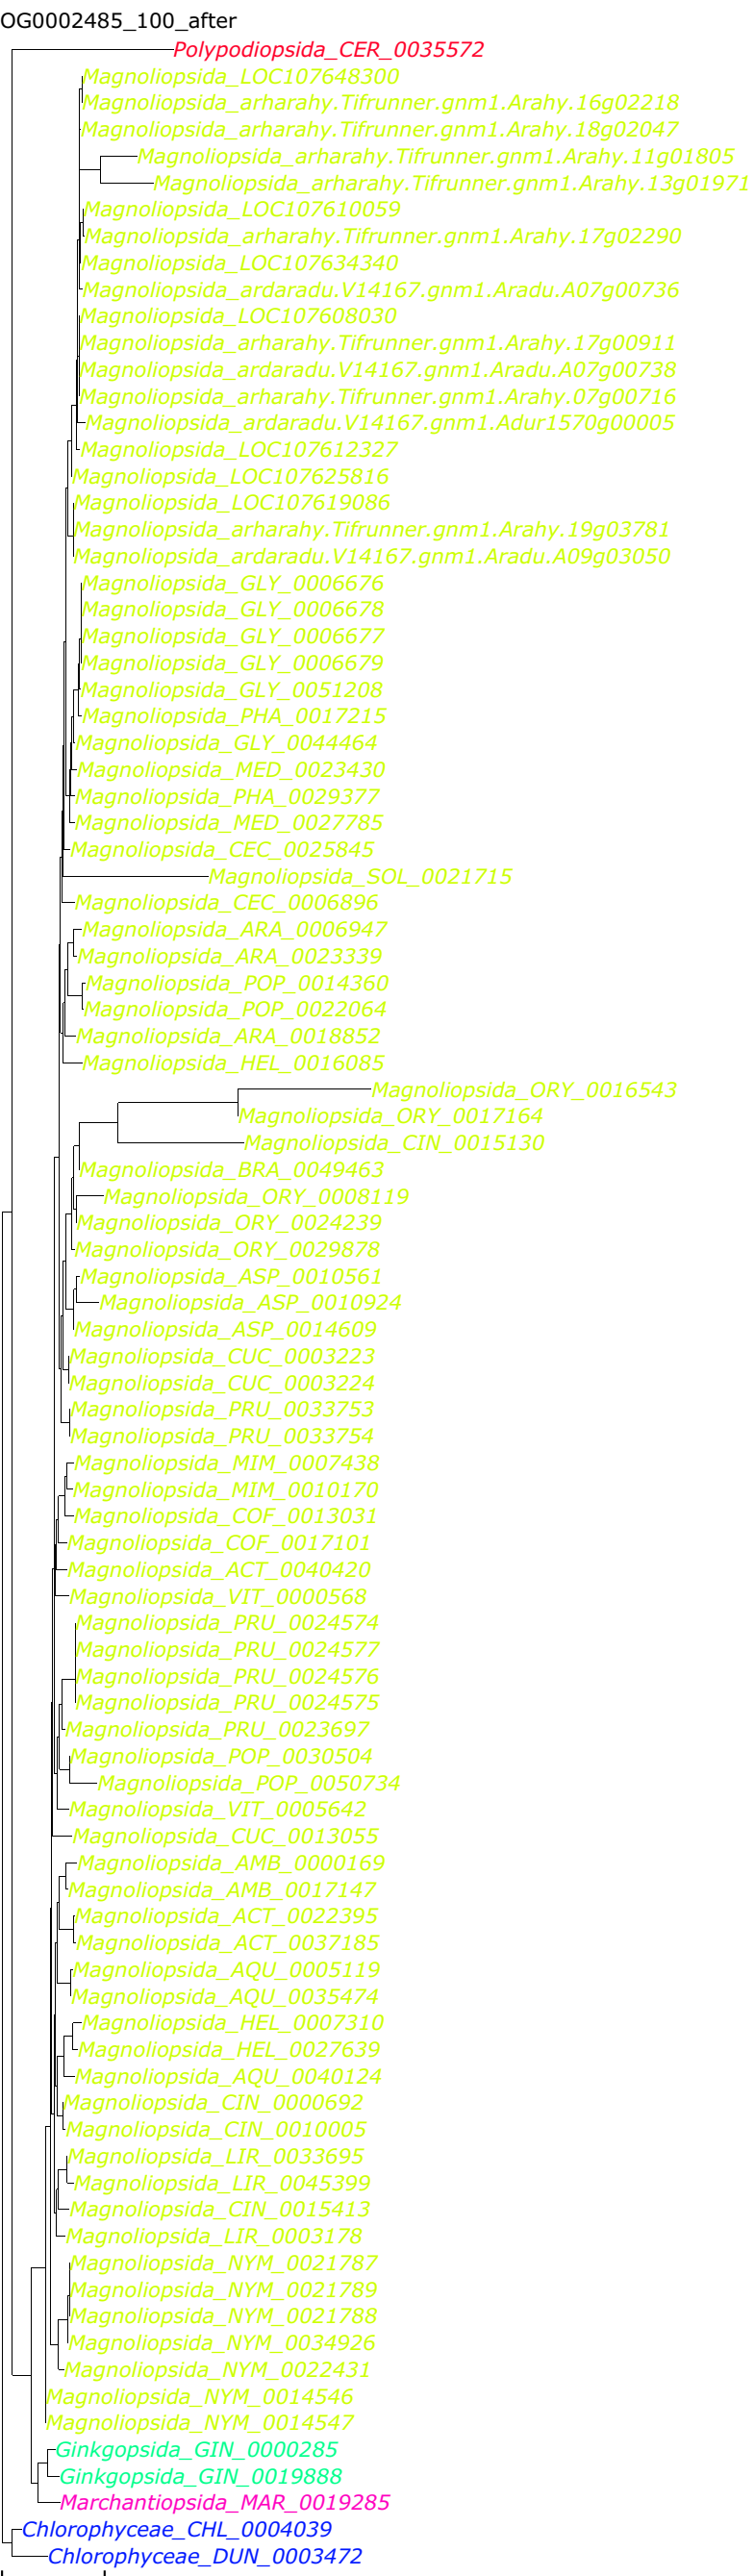 OG0002485_100_after
Polypodiopsida_CER_0035572
Magnoliopsida_LOC107648300
Magnoliopsida_arharahy.Tifrunner.gnm1.Arahy.16g02218
Magnoliopsida_arharahy.Tifrunner.gnm1.Arahy.18g02047
Magnoliopsida_arharahy.Tifrunner.gnm1.Arahy.11g01805
Magnoliopsida_arharahy.Tifrunner.gnm1.Arahy.13g01971
Magnoliopsida_LOC107610059
Magnoliopsida_arharahy.Tifrunner.gnm1.Arahy.17g02290
Magnoliopsida_LOC107634340
Magnoliopsida_ardaradu.V14167.gnm1.Aradu.A07g00736
Magnoliopsida_LOC107608030
Magnoliopsida_arharahy.Tifrunner.gnm1.Arahy.17g00911
Magnoliopsida_ardaradu.V14167.gnm1.Aradu.A07g00738
Magnoliopsida_arharahy.Tifrunner.gnm1.Arahy.07g00716
Magnoliopsida_ardaradu.V14167.gnm1.Adur1570g00005
Magnoliopsida_LOC107612327
Magnoliopsida_LOC107625816
Magnoliopsida_LOC107619086
Magnoliopsida_arharahy.Tifrunner.gnm1.Arahy.19g03781
Magnoliopsida_ardaradu.V14167.gnm1.Aradu.A09g03050
Magnoliopsida_GLY_0006676
Magnoliopsida_GLY_0006678
Magnoliopsida_GLY_0006677
Magnoliopsida_GLY_0006679
Magnoliopsida_GLY_0051208
Magnoliopsida_PHA_0017215
Magnoliopsida_GLY_0044464
Magnoliopsida_MED_0023430
Magnoliopsida_PHA_0029377
Magnoliopsida_MED_0027785
Magnoliopsida_CEC_0025845
Magnoliopsida_SOL_0021715
Magnoliopsida_CEC_0006896
Magnoliopsida_ARA_0006947
Magnoliopsida_ARA_0023339
Magnoliopsida_POP_0014360
Magnoliopsida_POP_0022064
Magnoliopsida_ARA_0018852
Magnoliopsida_HEL_0016085
Magnoliopsida_ORY_0016543
Magnoliopsida_ORY_0017164
Magnoliopsida_CIN_0015130
Magnoliopsida_BRA_0049463
Magnoliopsida_ORY_0008119
Magnoliopsida_ORY_0024239
Magnoliopsida_ORY_0029878
Magnoliopsida_ASP_0010561
Magnoliopsida_ASP_0010924
Magnoliopsida_ASP_0014609
Magnoliopsida_CUC_0003223
Magnoliopsida_CUC_0003224
Magnoliopsida_PRU_0033753
Magnoliopsida_PRU_0033754
Magnoliopsida_MIM_0007438
Magnoliopsida_MIM_0010170
Magnoliopsida_COF_0013031
Magnoliopsida_COF_0017101
Magnoliopsida_ACT_0040420
Magnoliopsida_VIT_0000568
Magnoliopsida_PRU_0024574
Magnoliopsida_PRU_0024577
Magnoliopsida_PRU_0024576
Magnoliopsida_PRU_0024575
Magnoliopsida_PRU_0023697
Magnoliopsida_POP_0030504
Magnoliopsida_POP_0050734
Magnoliopsida_VIT_0005642
Magnoliopsida_CUC_0013055
Magnoliopsida_AMB_0000169
Magnoliopsida_AMB_0017147
Magnoliopsida_ACT_0022395
Magnoliopsida_ACT_0037185
Magnoliopsida_AQU_0005119
Magnoliopsida_AQU_0035474
Magnoliopsida_HEL_0007310
Magnoliopsida_HEL_0027639
Magnoliopsida_AQU_0040124
Magnoliopsida_CIN_0000692
Magnoliopsida_CIN_0010005
Magnoliopsida_LIR_0033695
Magnoliopsida_LIR_0045399
Magnoliopsida_CIN_0015413
Magnoliopsida_LIR_0003178
Magnoliopsida_NYM_0021787
Magnoliopsida_NYM_0021789
Magnoliopsida_NYM_0021788
Magnoliopsida_NYM_0034926
Magnoliopsida_NYM_0022431
Magnoliopsida_NYM_0014546
Magnoliopsida_NYM_0014547
Ginkgopsida_GIN_0000285
Ginkgopsida_GIN_0019888
Marchantiopsida_MAR_0019285
Chlorophyceae_CHL_0004039
Chlorophyceae_DUN_0003472